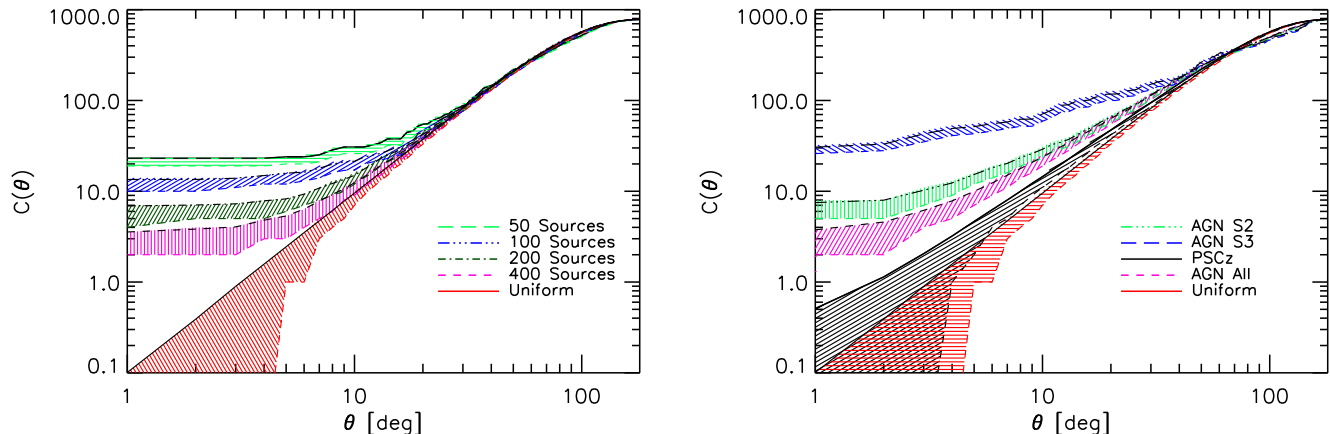 1000.0
100.0
10.0
1.0
0.1
C(θ)
50 Sources
100 Sources
200 Sources
400 Sources
Uniform
1
10
100
θ [deg]
1000.0
100.0
10.0
1.0
0.1
C(θ)
AGN S2
AGN S3
PSCz
AGN All
Uniform
1
10
100
θ [deg]